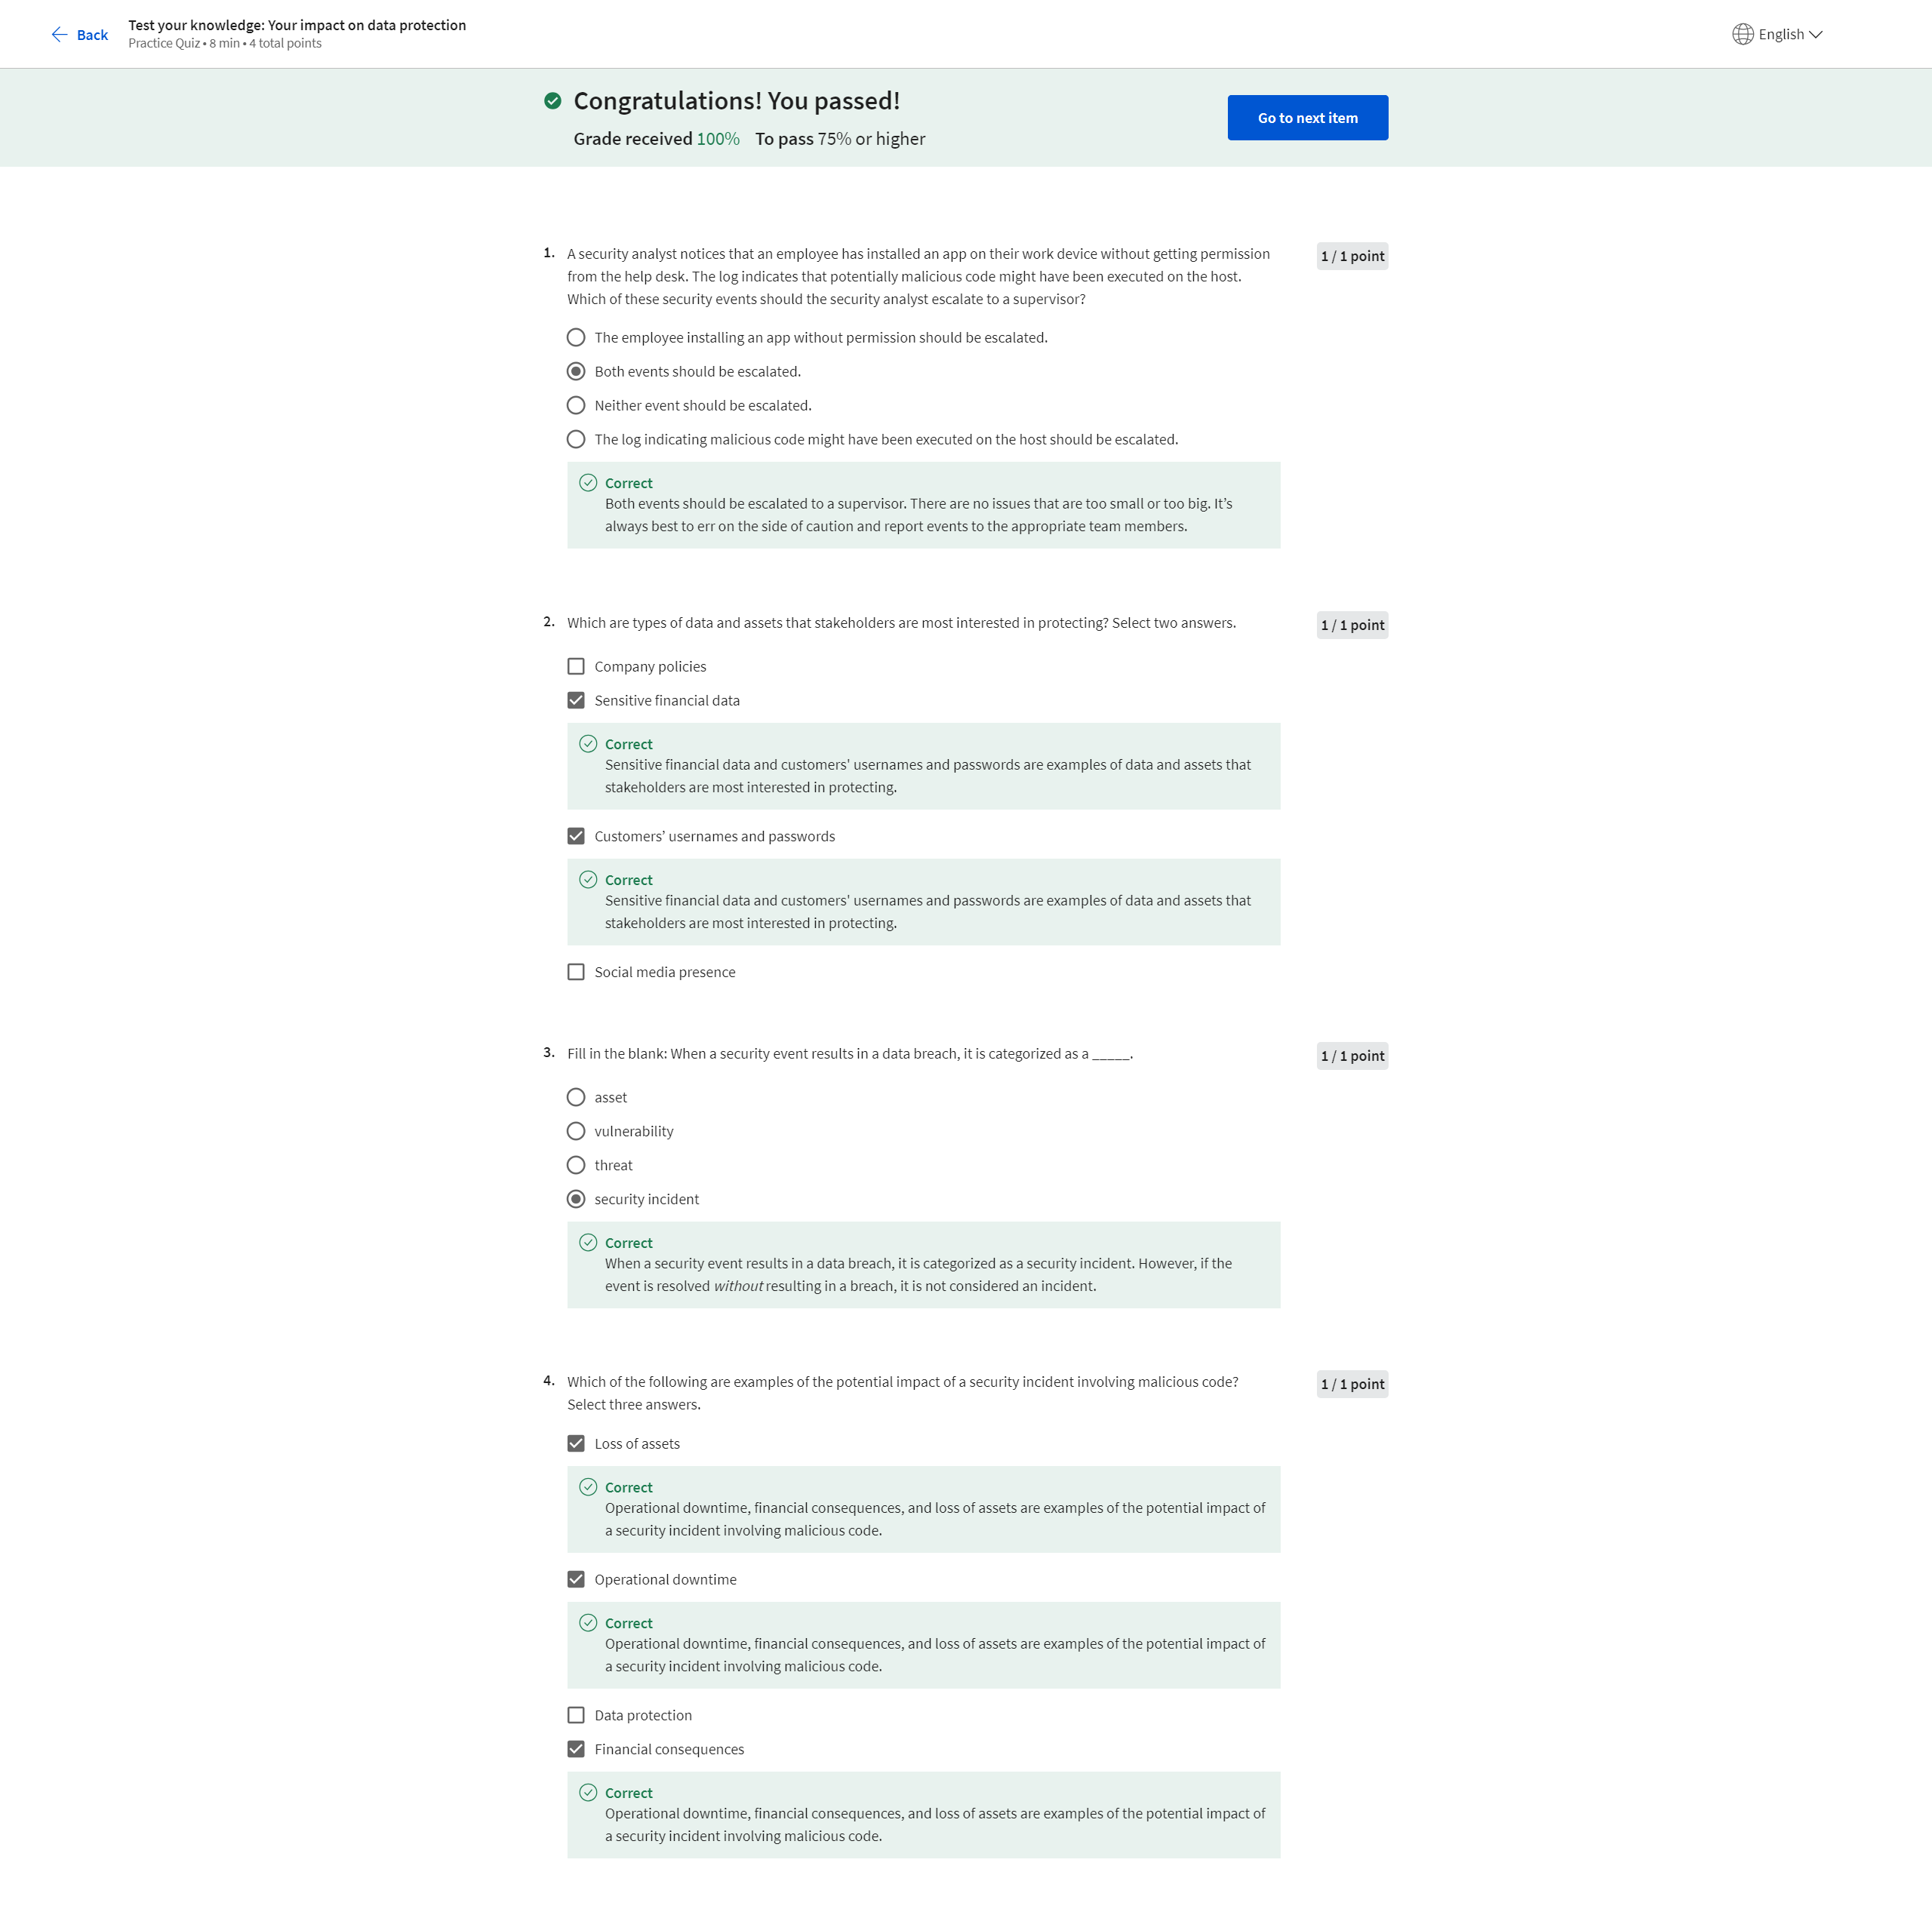 Back
Test your knowledge: Your impact on data protection
Practice Quiz • 8 min • 4 total points
English
Congratulations! You passed!
Grade received 100% To pass 75% or higher
Go to next item
1. A security analyst notices that an employee has installed an app on their work device without getting permission
from the help desk. The log indicates that potentially malicious code might have been executed on the host.
Which of these security events should the security analyst escalate to a supervisor?
1 / 1 point
The employee installing an app without permission should be escalated.
Both events should be escalated.
Neither event should be escalated.
The log indicating malicious code might have been executed on the host should be escalated.
Correct
Both events should be escalated to a supervisor. There are no issues that are too small or too big. It’s
always best to err on the side of caution and report events to the appropriate team members.
2. Which are types of data and assets that stakeholders are most interested in protecting? Select two answers.
1 / 1 point
Company policies
Sensitive financial data
Correct
Sensitive financial data and customers' usernames and passwords are examples of data and assets that
stakeholders are most interested in protecting.
Customers’ usernames and passwords
Correct
Sensitive financial data and customers' usernames and passwords are examples of data and assets that
stakeholders are most interested in protecting.
Social media presence
3. Fill in the blank: When a security event results in a data breach, it is categorized as a _____.
1 / 1 point
asset
vulnerability
threat
security incident
Correct
When a security event results in a data breach, it is categorized as a security incident. However, if the
event is resolved without resulting in a breach, it is not considered an incident.
4. Which of the following are examples of the potential impact of a security incident involving malicious code?
Select three answers.
1 / 1 point
Loss of assets
Correct
Operational downtime, financial consequences, and loss of assets are examples of the potential impact of
a security incident involving malicious code.
Operational downtime
Correct
Operational downtime, financial consequences, and loss of assets are examples of the potential impact of
a security incident involving malicious code.
Data protection
Financial consequences
Correct
Operational downtime, financial consequences, and loss of assets are examples of the potential impact of
a security incident involving malicious code.